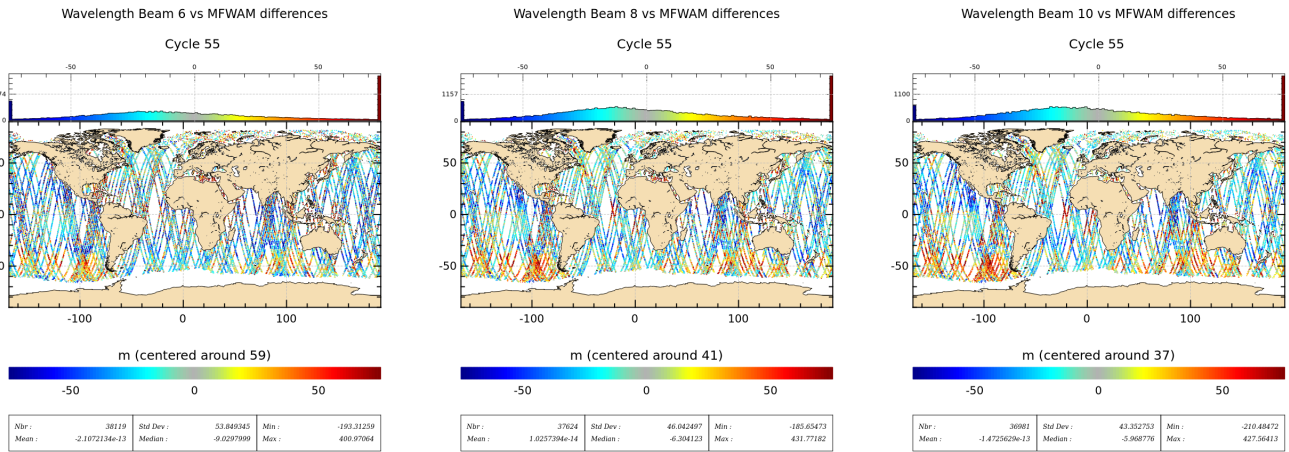 Wavelength Beam 6 vs MFWAM differences
Cycle 55
-50 0 50
74
0
50
0
-50
-100 0 100
m (centered around 59)
-50 0 50
Nbr : 38119 Std Dev : 53.849345 Min : -193.31259
Mean : -2.1072134e-13 Median : -9.0297999 Max : 400.97064
Wavelength Beam 8 vs MFWAM differences
Cycle 55
-50 0 50
1157
0
50
0
-50
-100 0 100
m (centered around 41)
-50 0 50
Nbr : 37624 Std Dev : 46.042497 Min : -185.65473
Mean : 1.0257394e-14 Median : -6.304123 Max : 431.77182
Wavelength Beam 10 vs MFWAM differences
Cycle 55
-50 0 50
1100
0
50
0
-50
-100 0 100
m (centered around 37)
-50 0 50
Nbr : 36981 Std Dev : 43.352753 Min : -210.48472
Mean : -1.4725629e-13 Median : -5.968776 Max : 427.56413